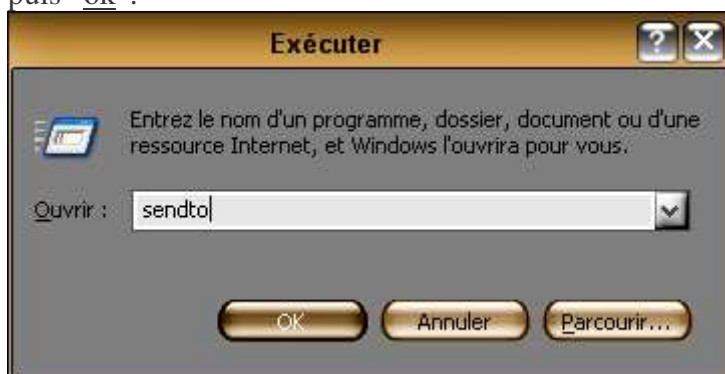 puis "ok".
Exécuter
Entrez le nom d'un programme, dossier, document ou d'une
ressource Internet, et Windows l'ouvrira pour vous.
Ouvrir : sendto
OK Annuler Parcourir...